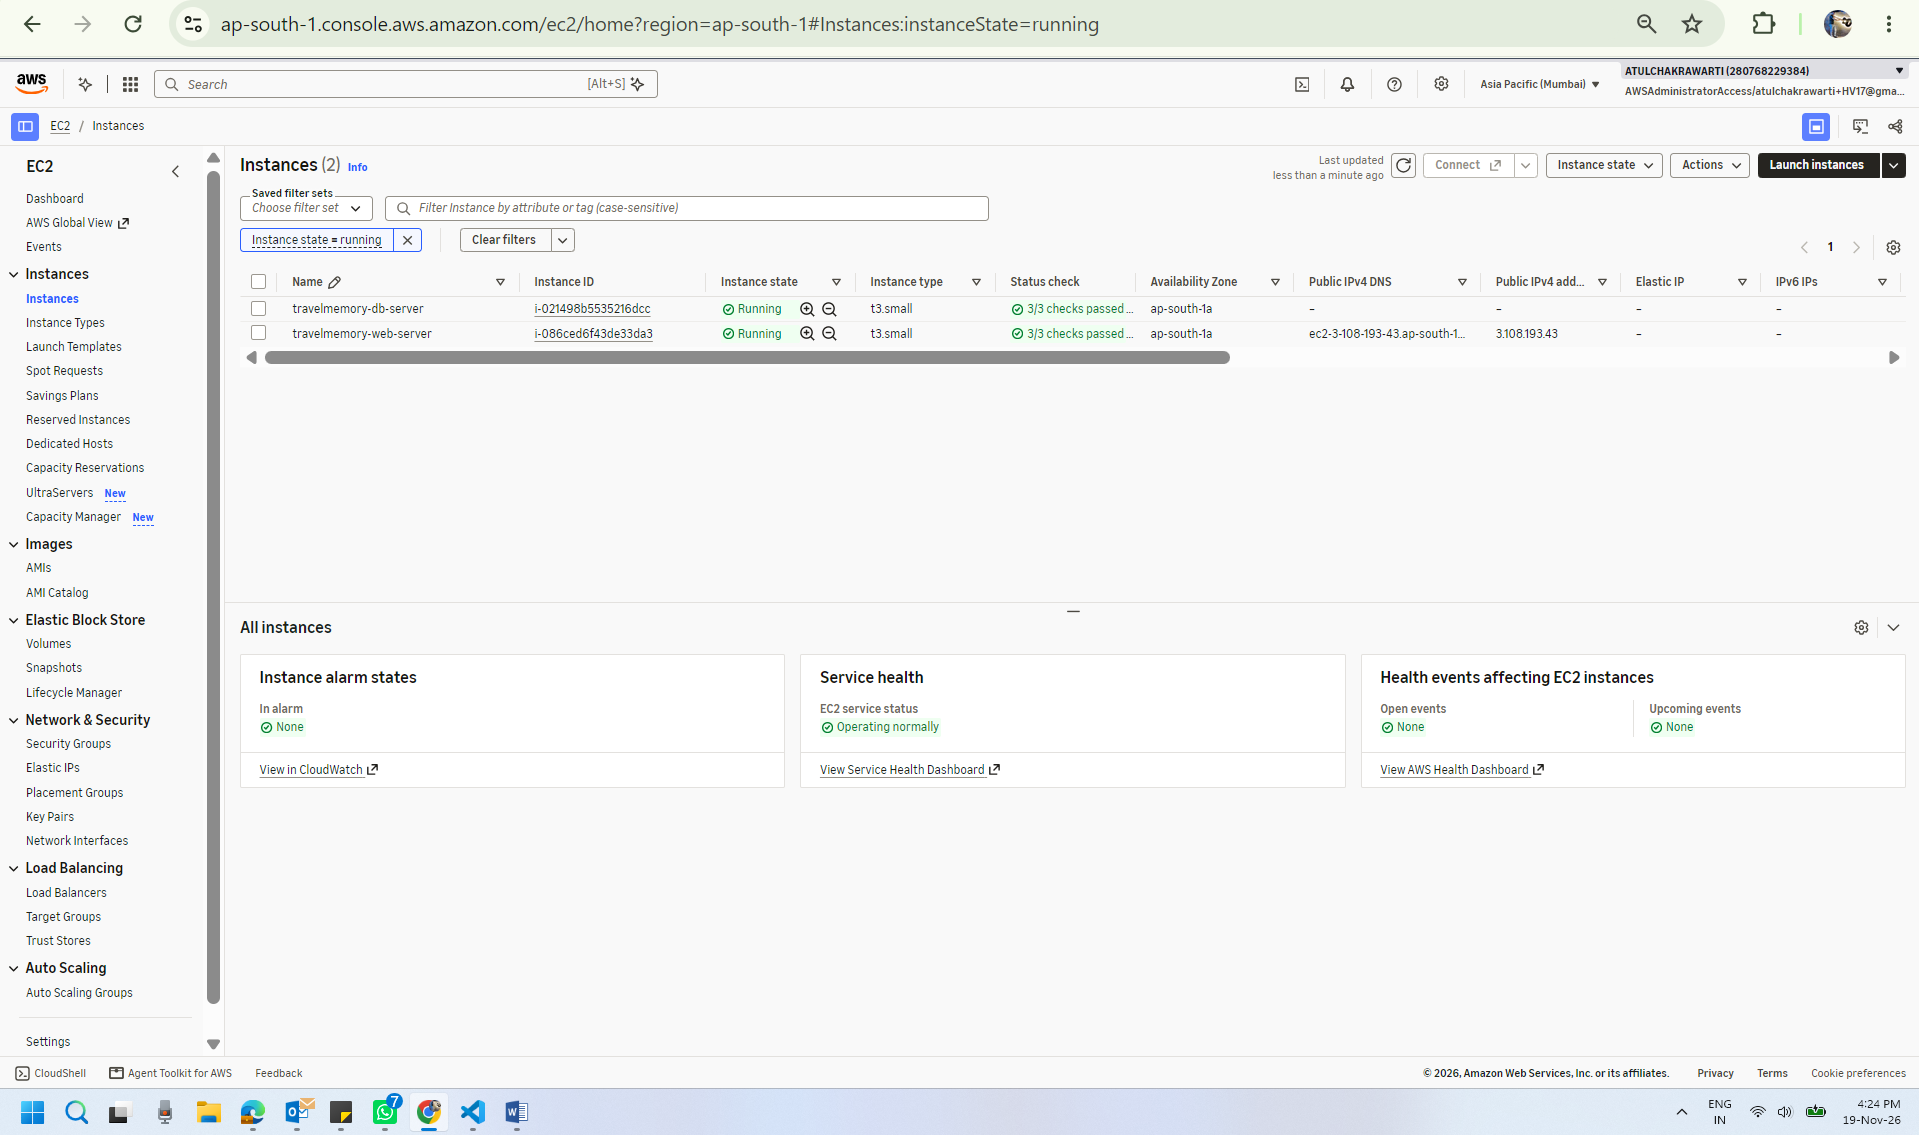 ap-south-1.console.aws.amazon.com/ec2/home?region=ap-south-1#Instances:instanceState=running
aws
Search
[Alt+S]
Asia Pacific (Mumbai)
ATULCHAKRAWARTI (280768229384)
AWSAdministratorAccess/atulchakrawarti+HV17@gma...
EC2 / Instances
EC2
Dashboard
AWS Global View
Events
Instances
Instances
Instance Types
Launch Templates
Spot Requests
Savings Plans
Reserved Instances
Dedicated Hosts
Capacity Reservations
UltraServers New
Capacity Manager New
Images
AMIs
AMI Catalog
Elastic Block Store
Volumes
Snapshots
Lifecycle Manager
Network & Security
Security Groups
Elastic IPs
Placement Groups
Key Pairs
Network Interfaces
Load Balancing
Load Balancers
Target Groups
Trust Stores
Auto Scaling
Auto Scaling Groups
Settings
Instances (2) Info
Last updated
less than a minute ago
Connect
Instance state
Actions
Launch instances
Saved filter sets
Choose filter set
Filter Instance by attribute or tag (case-sensitive)
Instance state = running
Clear filters
1
Name Instance ID Instance state Instance type Status check Availability Zone Public IPv4 DNS Public IPv4 add... Elastic IP IPv6 IPs
travelmemory-db-server i-021498b5535216dcc Running t3.small 3/3 checks passed ... ap-south-1a – – – –
travelmemory-web-server i-086ced6f43de33da3 Running t3.small 3/3 checks passed ... ap-south-1a ec2-3-108-193-43.ap-south-1... 3.108.193.43 – –
All instances
Instance alarm states
In alarm
None
View in CloudWatch
Service health
EC2 service status
Operating normally
View Service Health Dashboard
Health events affecting EC2 instances
Open events
None
Upcoming events
None
View AWS Health Dashboard
CloudShell
Agent Toolkit for AWS
Feedback
© 2026, Amazon Web Services, Inc. or its affiliates.
Privacy
Terms
Cookie preferences
7
ENG
IN
4:24 PM
19-Nov-26